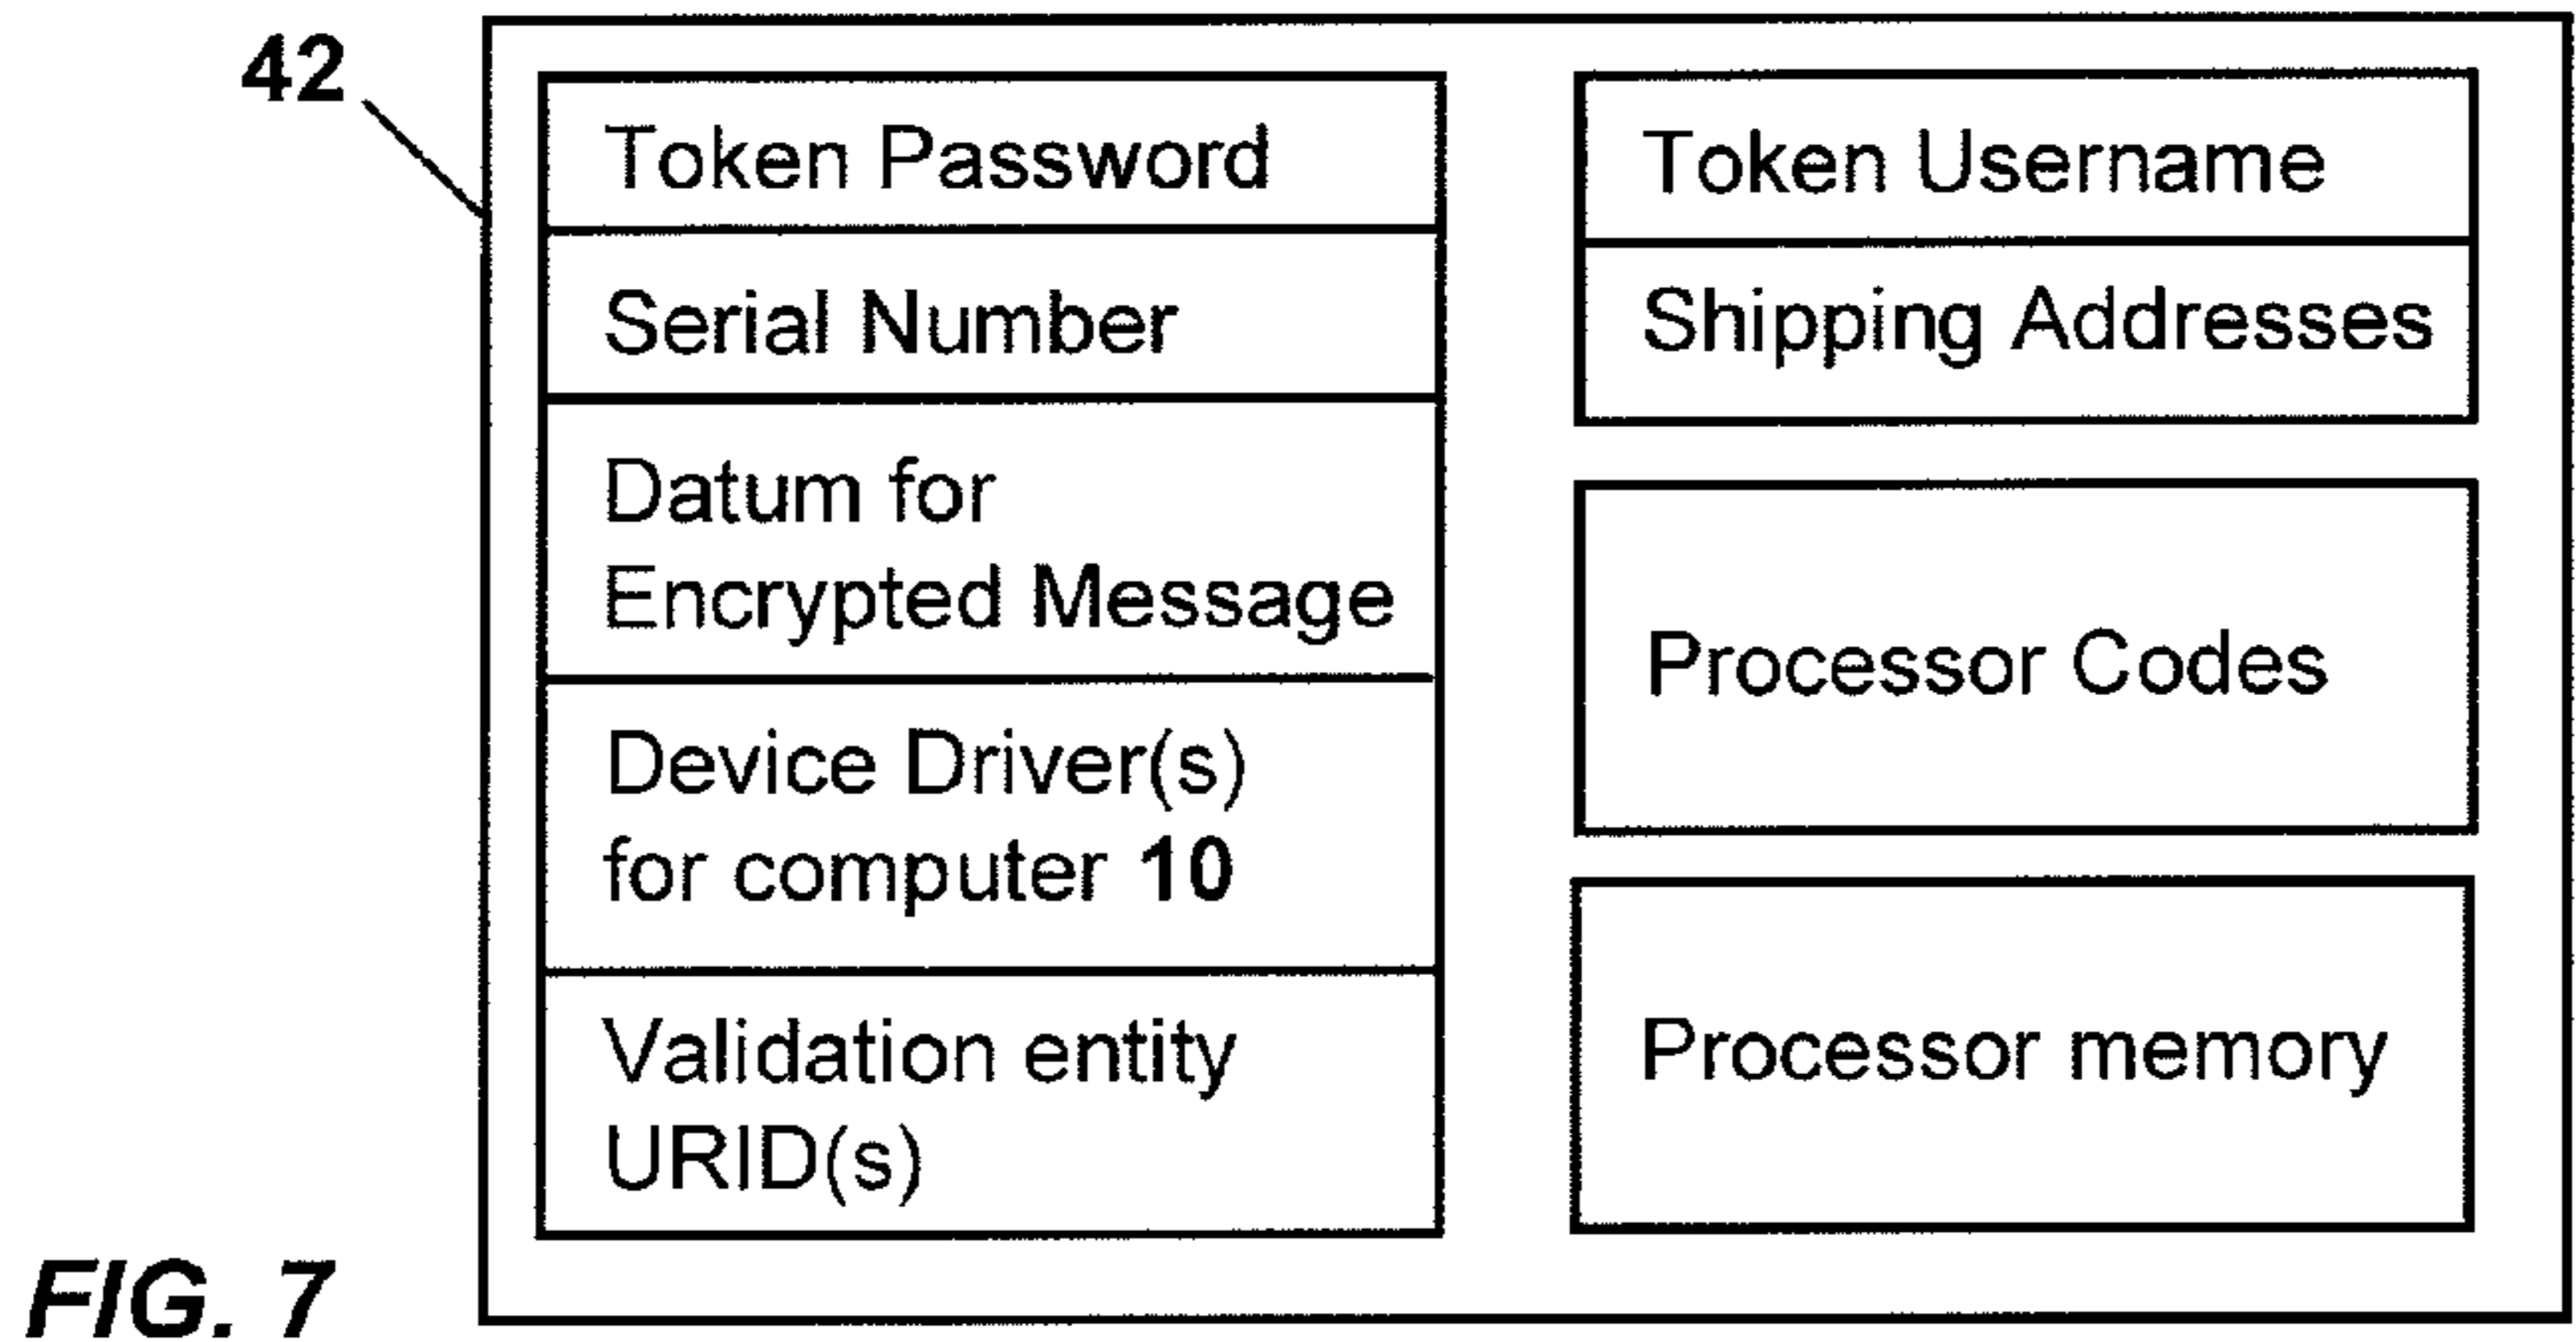 42
Token Password
Serial Number
Datum for
Encrypted Message
Device Driver(s)
for computer 10
Validation entity
URID(s)
Token Username
Shipping Addresses
Processor Codes
Processor memory
FIG. 7